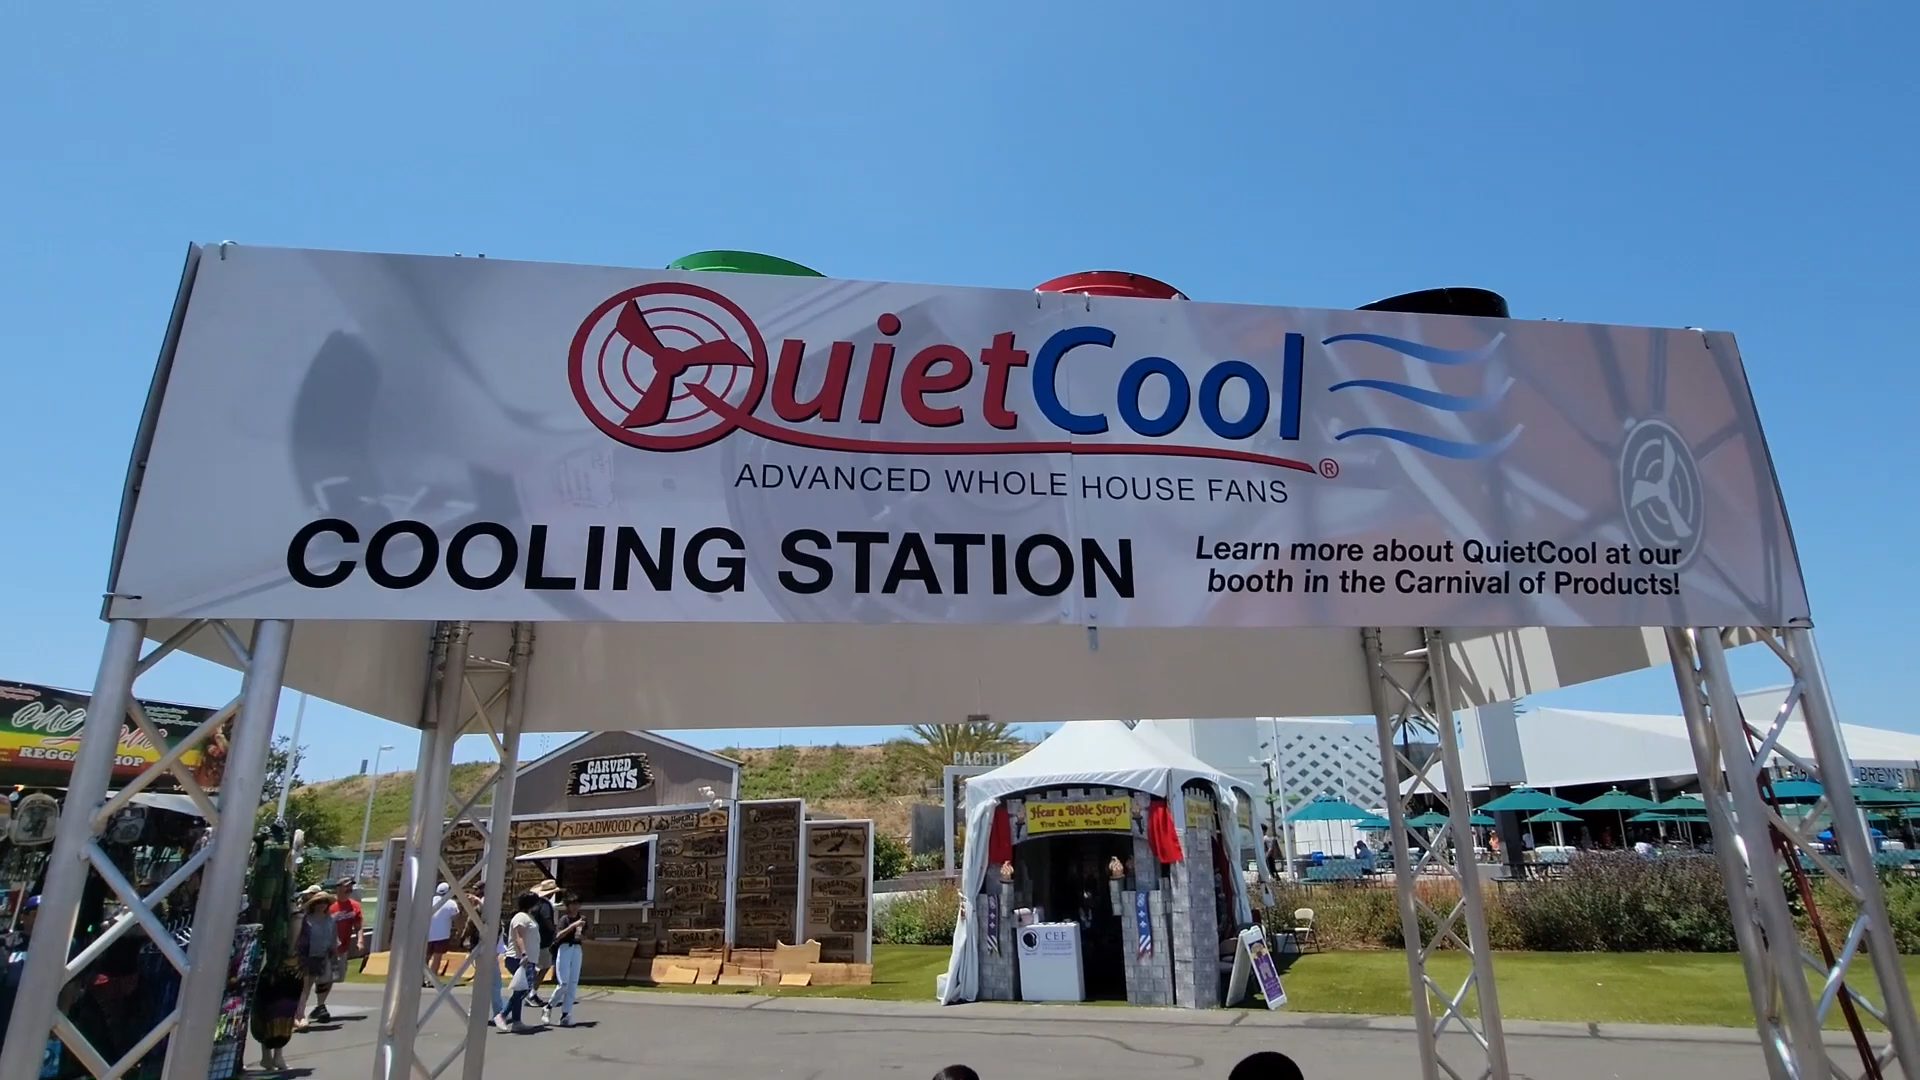 QuietCool®
ADVANCED WHOLE HOUSE FANS
COOLING STATION
Learn more about QuietCool at our
booth in the Carnival of Products!
REGGAE SHOP
CARVED
SIGNS
DEADWOOD
BIG RIVER
PACIFIC
Hear a Bible Story!
Free Craft! Free Gift!
CEF
BREWS